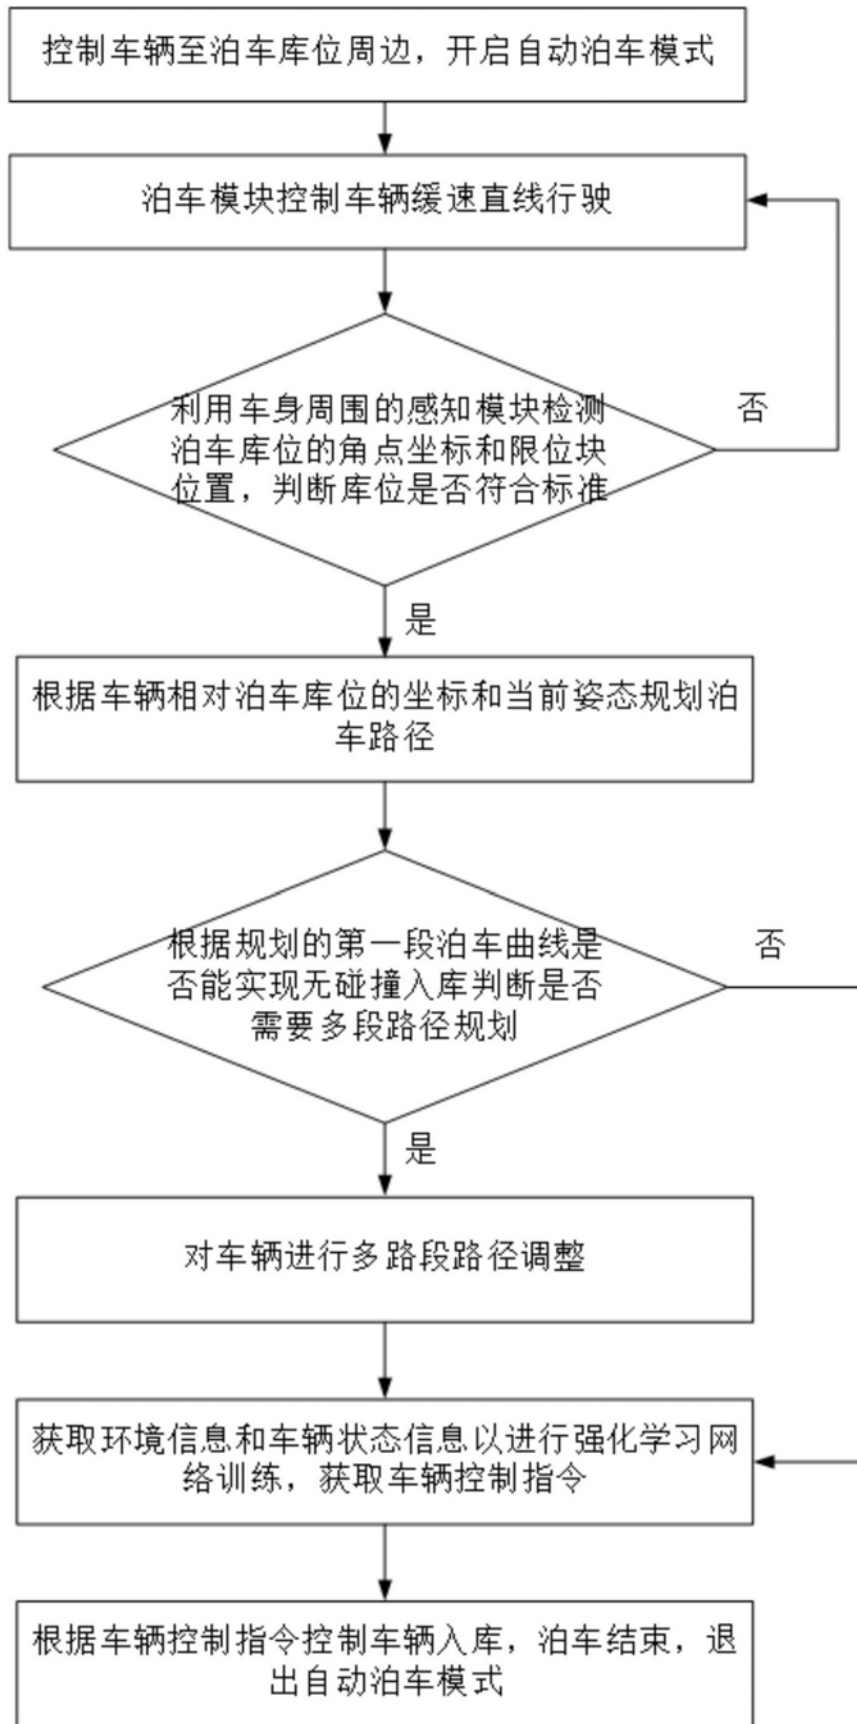 控制车辆至泊车库位周边，开启自动泊车模式
泊车模块控制车辆缓速直线行驶
利用车身周围的感知模块检测
泊车库位的角点坐标和限位块
位置，判断库位是否符合标准
否
是
根据车辆相对泊车库位的坐标和当前姿态规划泊
车路径
根据规划的第一段泊车曲线是
否能实现无碰撞入库判断是否
需要多段路径规划
否
是
对车辆进行多路段路径调整
获取环境信息和车辆状态信息以进行强化学习网
络训练，获取车辆控制指令
根据车辆控制指令控制车辆入库，泊车结束，退
出自动泊车模式